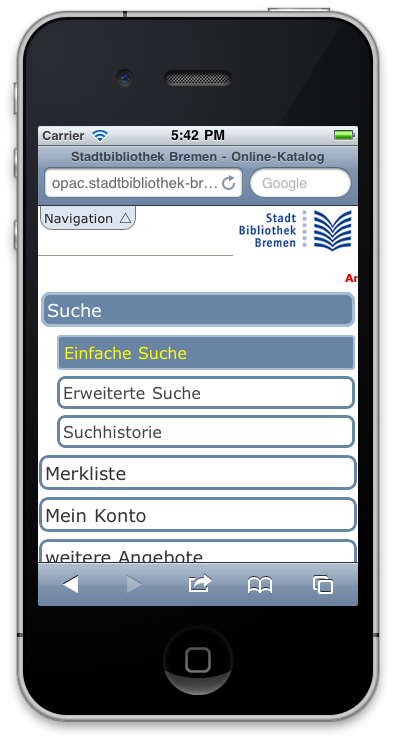 Carrier 5:42 PM
Stadtbibliothek Bremen - Online-Katalog
opac.stadtbibliothek-br... Google
Navigation △
Stadt
Bibliothek
Bremen
Ar
Suche
Einfache Suche
Erweiterte Suche
Suchhistorie
Merkliste
Mein Konto
weitere Angebote